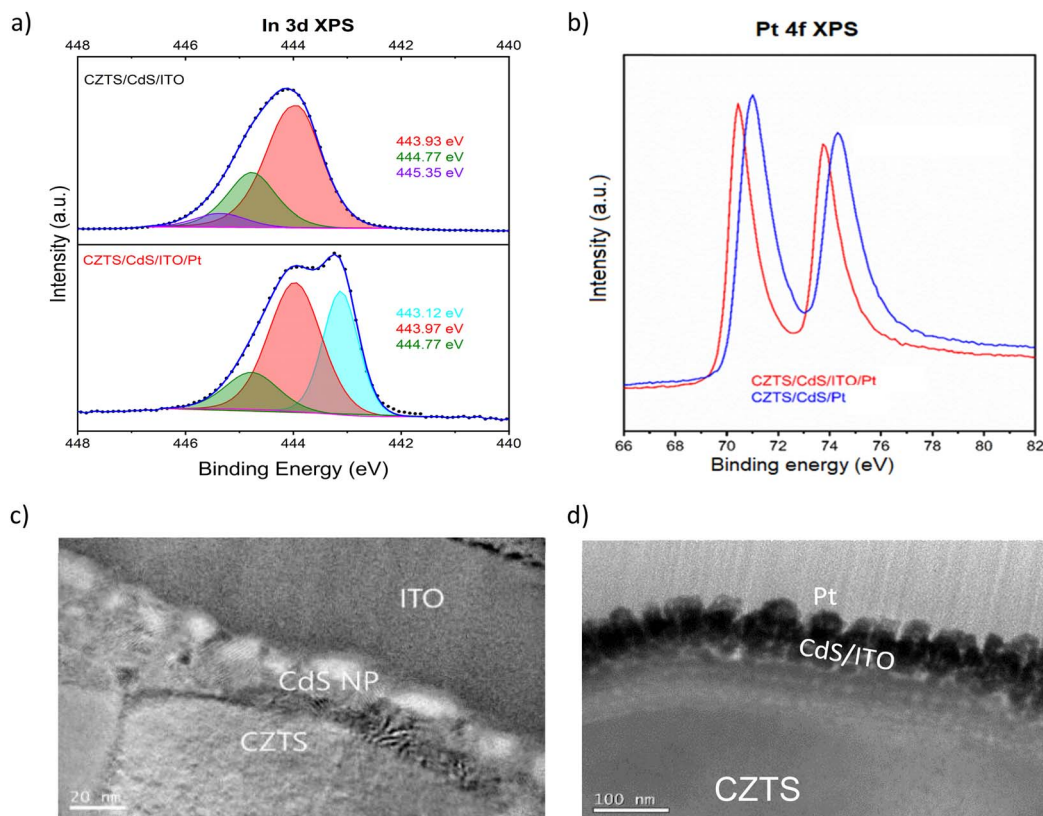 a)
In 3d XPS
448 446 444 442 440
CZTS/CdS/ITO
443.93 eV
444.77 eV
445.35 eV
CZTS/CdS/ITO/Pt
443.12 eV
443.97 eV
444.77 eV
Intensity (a.u.)
448 446 444 442 440
Binding Energy (eV)
b)
Pt 4f XPS
Intensity (a.u.)
CZTS/CdS/ITO/Pt
CZTS/CdS/Pt
66 68 70 72 74 76 78 80 82
Binding energy (eV)
c)
ITO
CdS NP
CZTS
20 nm
d)
Pt
CdS/ITO
CZTS
100 nm